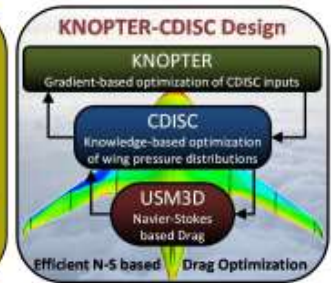 KNOPTER-CDISC Design
KNOPTER
Gradient-based optimization of CDISC inputs
CDISC
Knowledge-based optimization
of wing pressure distributions
USM3D
Navier-Stokes
based Drag
Efficient N-S based Drag Optimization